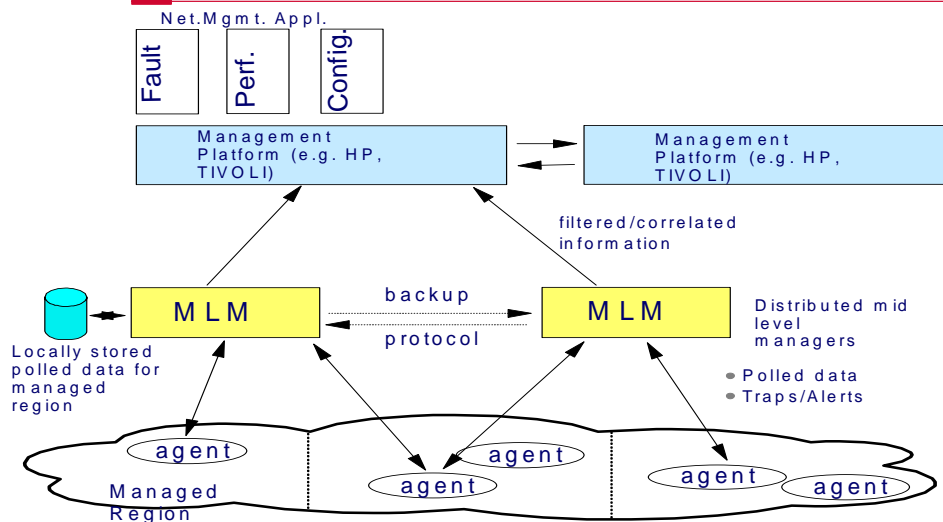 Net.Mgmt. Appl.
Fault
Perf.
Config.
Management
Platform (e.g. HP,
TIVOLI)
Management
Platform (e.g. HP,
TIVOLI)
filtered/correlated
information
MLM
backup
protocol
MLM
Distributed mid
level
managers
Locally stored
polled data for
managed
region
• Polled data
• Traps/Alerts
agent
agent
agent
agent
agent
Managed
Region